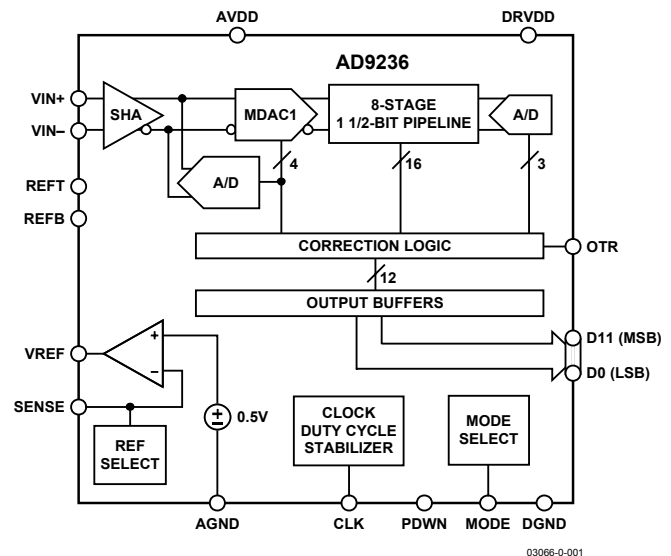 AVDD
DRVDD
AD9236
VIN+
VIN–
SHA
MDAC1
8-STAGE
1 1/2-BIT PIPELINE
A/D
A/D
4
16
3
REFT
REFB
CORRECTION LOGIC
OTR
12
OUTPUT BUFFERS
D11 (MSB)
D0 (LSB)
VREF
+
–
SENSE
REF
SELECT
+
–
0.5V
CLOCK
DUTY CYCLE
STABILIZER
MODE
SELECT
AGND
CLK
PDWN
MODE
DGND
03066-0-001